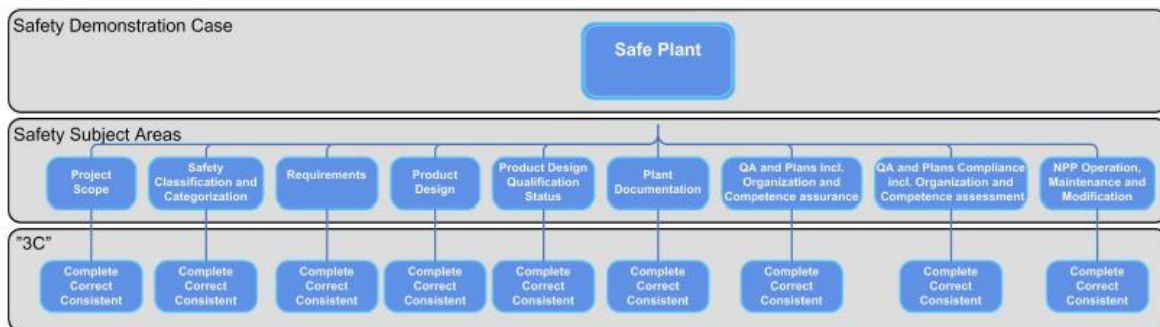 Safety Demonstration Case
Safe Plant
Safety Subject Areas
Project
Scope
Safety
Classification and
Categorization
Requirements
Product
Design
Product Design
Qualification
Status
Plant
Documentation
QA and Plans incl.
Organization and
Competence assurance
QA and Plans Compliance
incl. Organization and
Competence assessment
NPP Operation,
Maintenance and
Modification
"3C"
Complete
Correct
Consistent
Complete
Correct
Consistent
Complete
Correct
Consistent
Complete
Correct
Consistent
Complete
Correct
Consistent
Complete
Correct
Consistent
Complete
Correct
Consistent
Complete
Correct
Consistent
Complete
Correct
Consistent